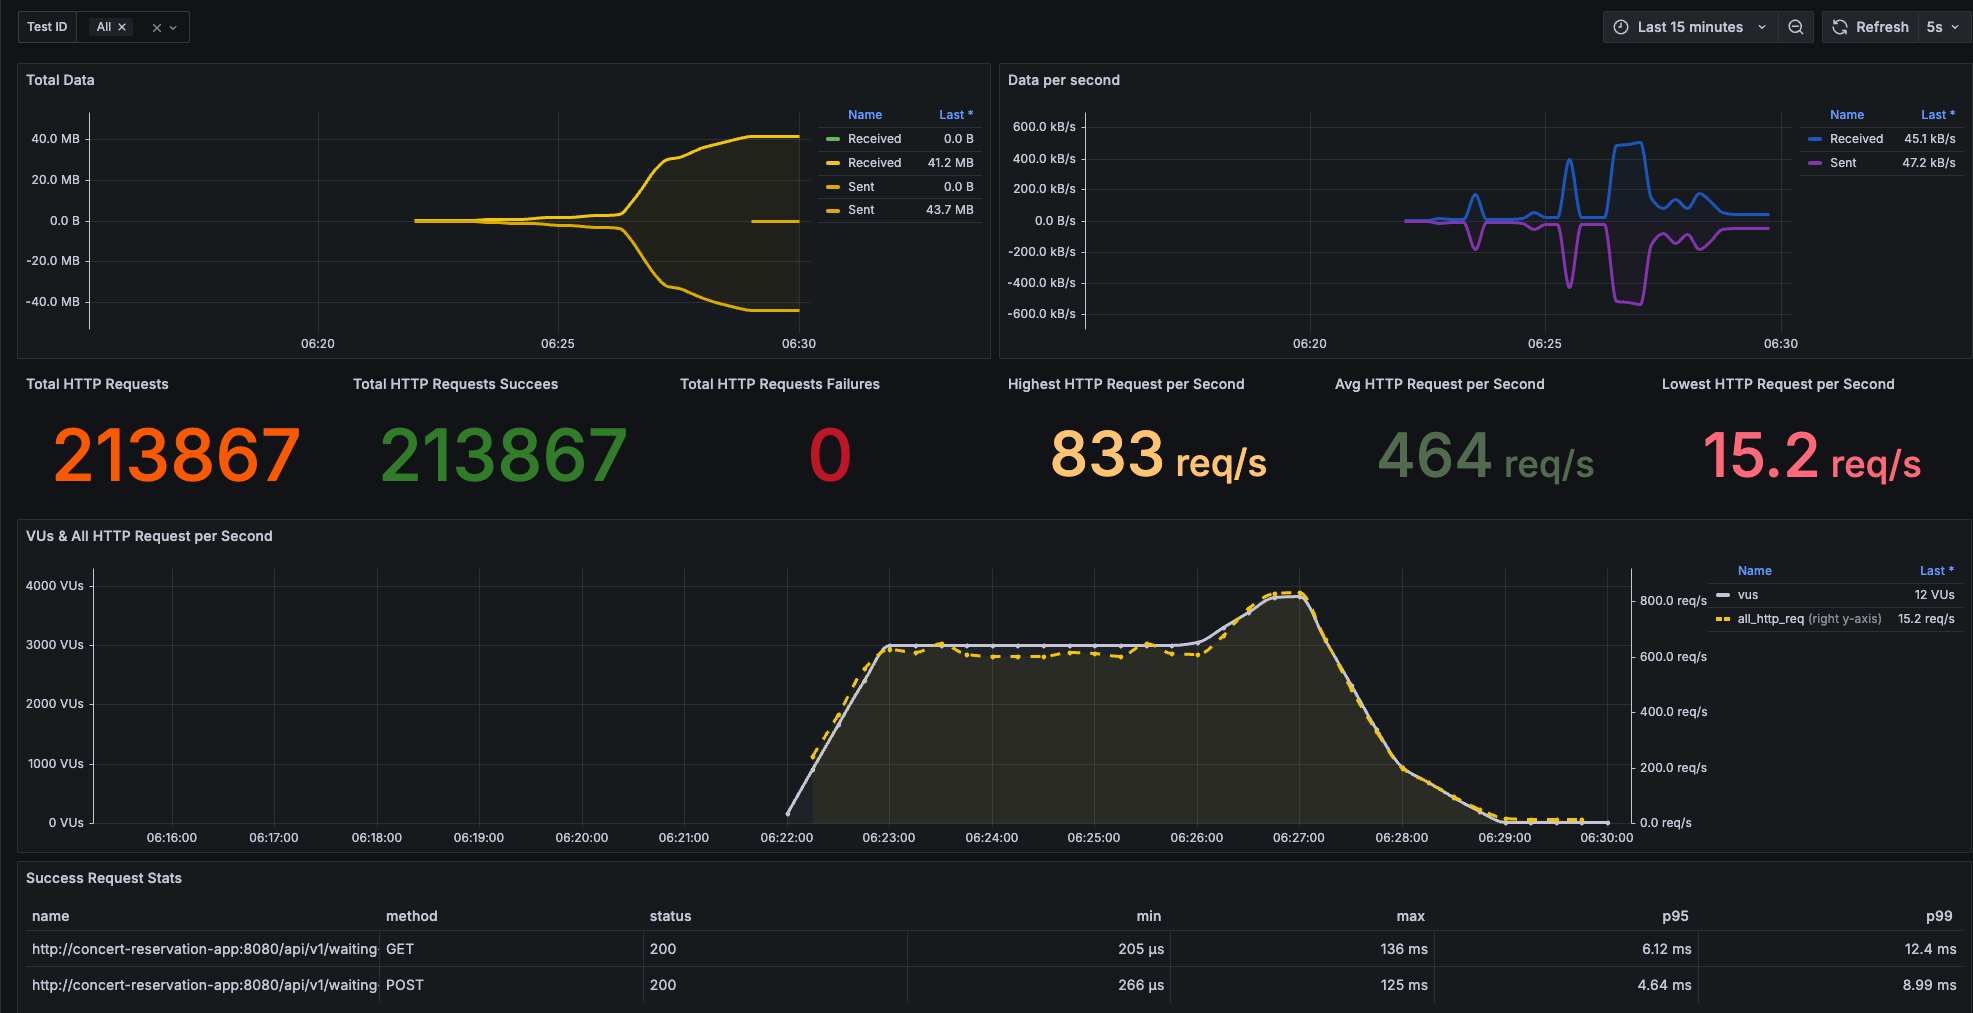 Test ID All
Last 15 minutes Refresh 5s
Total Data
Name Last *
40.0 MB
20.0 MB
0.0 B
-20.0 MB
-40.0 MB
06:20 06:25 06:30
Received 0.0 B
Received 41.2 MB
Sent 0.0 B
Sent 43.7 MB
Data per second
Name Last *
600.0 kB/s
400.0 kB/s
200.0 kB/s
0.0 B/s
-200.0 kB/s
-400.0 kB/s
-600.0 kB/s
06:20 06:25 06:30
Received 45.1 kB/s
Sent 47.2 kB/s
Total HTTP Requests
213867
Total HTTP Requests Succees
213867
Total HTTP Requests Failures
0
Highest HTTP Request per Second
833 req/s
Avg HTTP Request per Second
464 req/s
Lowest HTTP Request per Second
15.2 req/s
VUs & All HTTP Request per Second
4000 VUs
3000 VUs
2000 VUs
1000 VUs
0 VUs
06:16:00 06:17:00 06:18:00 06:19:00 06:20:00 06:21:00 06:22:00 06:23:00 06:24:00 06:25:00 06:26:00 06:27:00 06:28:00 06:29:00 06:30:00
800.0 req/s
600.0 req/s
400.0 req/s
200.0 req/s
0.0 req/s
Name Last *
vus 12 VUs
all_http_req (right y-axis) 15.2 req/s
Success Request Stats
name method status min max p95 p99
http://concert-reservation-app:8080/api/v1/waiting- GET 200 205 µs 136 ms 6.12 ms 12.4 ms
http://concert-reservation-app:8080/api/v1/waiting- POST 200 266 µs 125 ms 4.64 ms 8.99 ms